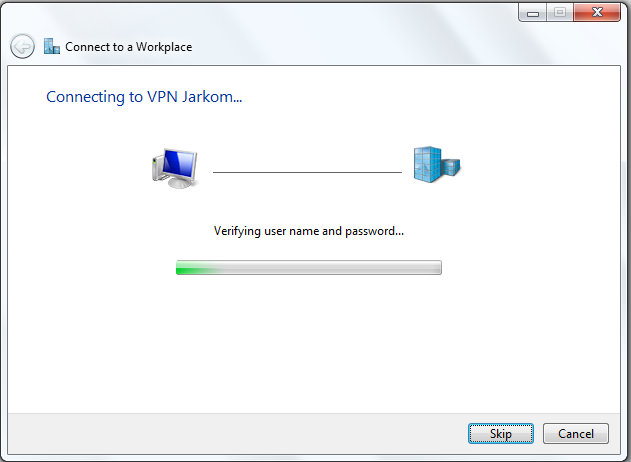 Connect to a Workplace
Connecting to VPN Jarkom...
Verifying user name and password...
Skip
Cancel